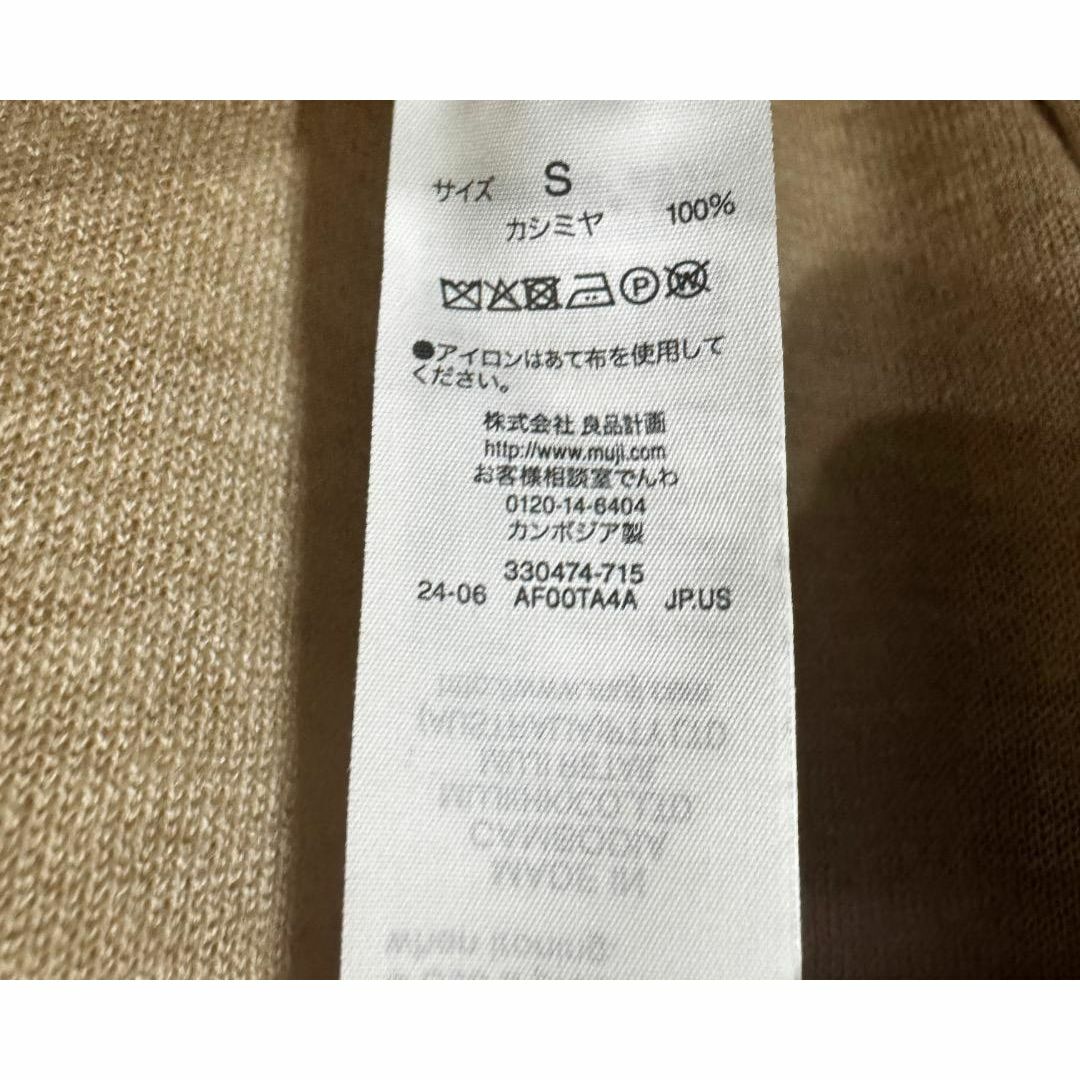 サイズ S
カシミヤ 100%
P W
●アイロンはあて布を使用して
ください。
株式会社 良品計画
http://www.muji.com
お客様相談室でんわ
0120-14-6404
カンボジア製
330474-715
24-06 AF00TA4A JP.US